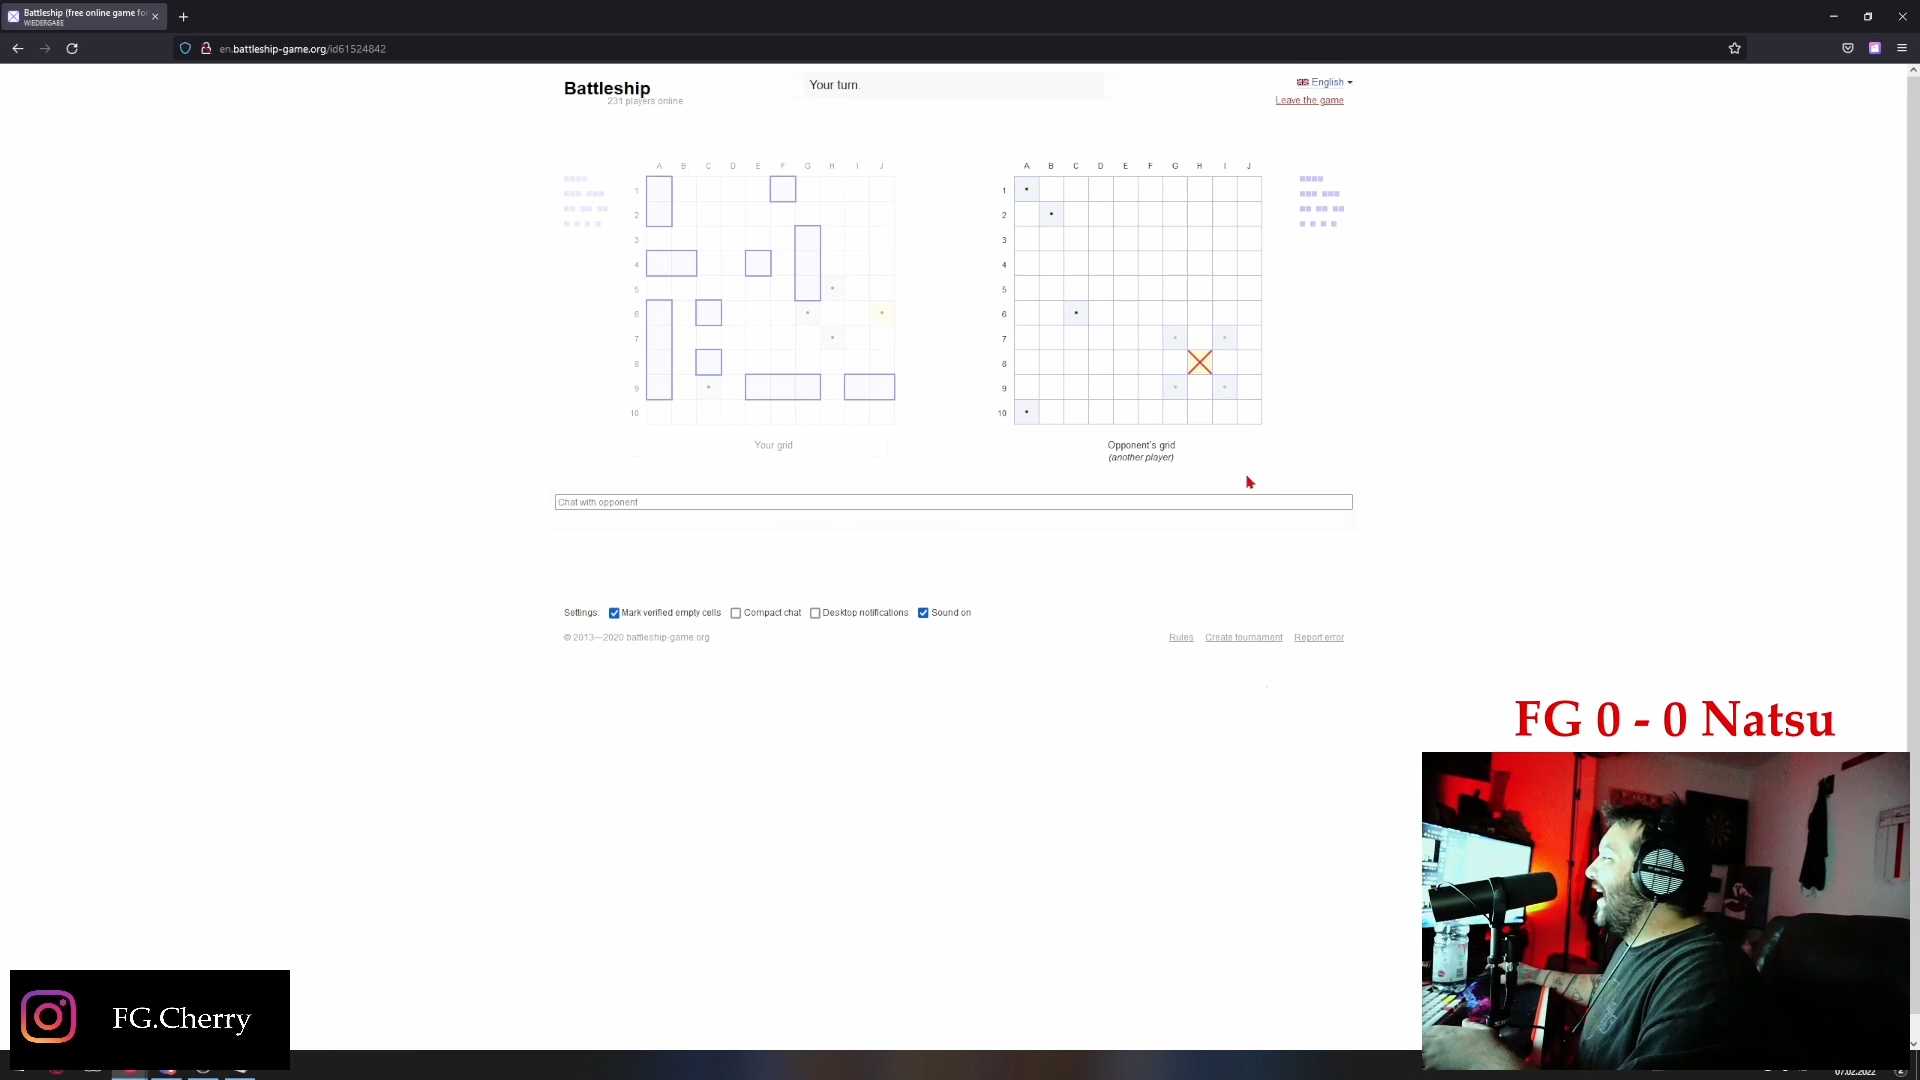 Battleship (free online game for
WIEDERGABE
en.battleship-game.org/id61524842
Battleship
231 players online
Your turn.
English
Leave the game
A B C D E F G H I J
1
2
3
4
5
6
7
8
9
10
Your grid
A B C D E F G H I J
1
2
3
4
5
6
7
8
9
10
Opponent's grid
(another player)
Chat with opponent
Settings: Mark verified empty cells Compact chat Desktop notifications Sound on
© 2013—2020 battleship-game.org
Rules Create tournament Report error
FG 0 - 0 Natsu
FG.Cherry
07.02.2022